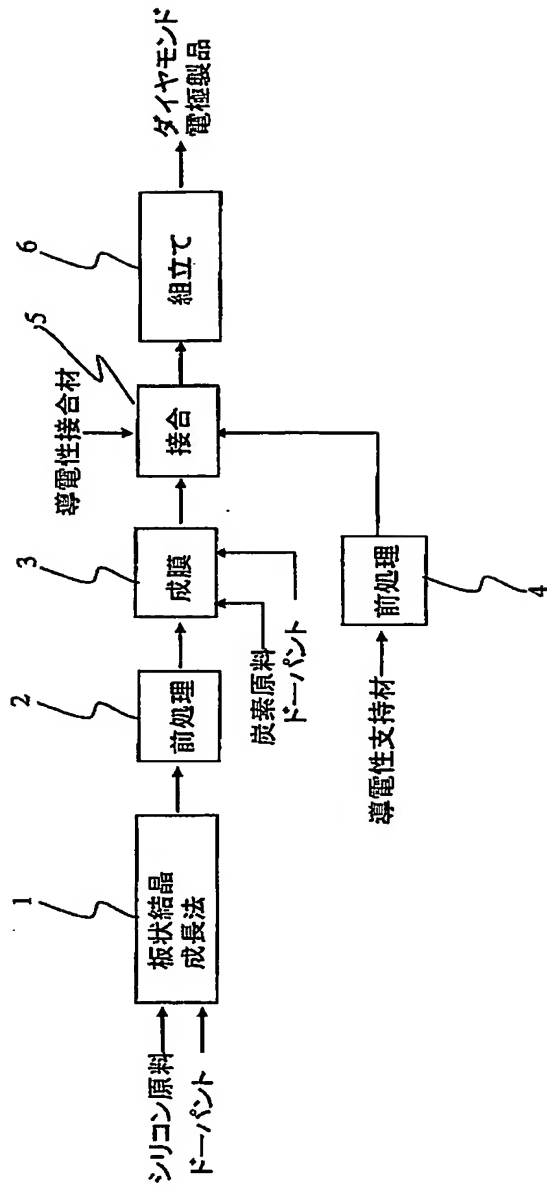 シリコン原料
ドーパント
1
板状結晶
成長法
2
前処理
3
成膜
炭素原料
ドーパント
導電性支持材
前処理
4
導電性接合材
5
接合
6
組立て
ダイヤモンド
電極製品